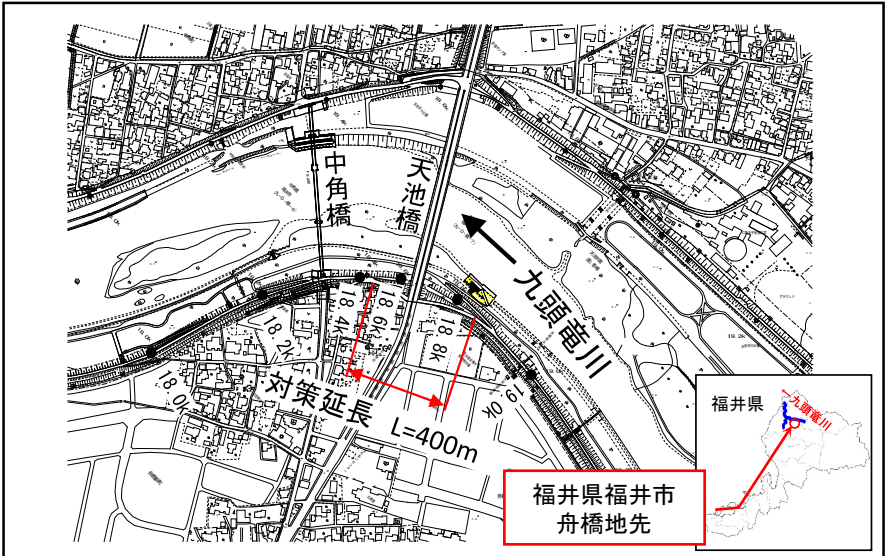 中角橋
天池橋
九頭竜川
18.0k
18.2k
18.4k
18.6k
18.8k
19.0k
対策延長 L=400m
福井県
九頭竜川
福井県福井市
舟橋地先